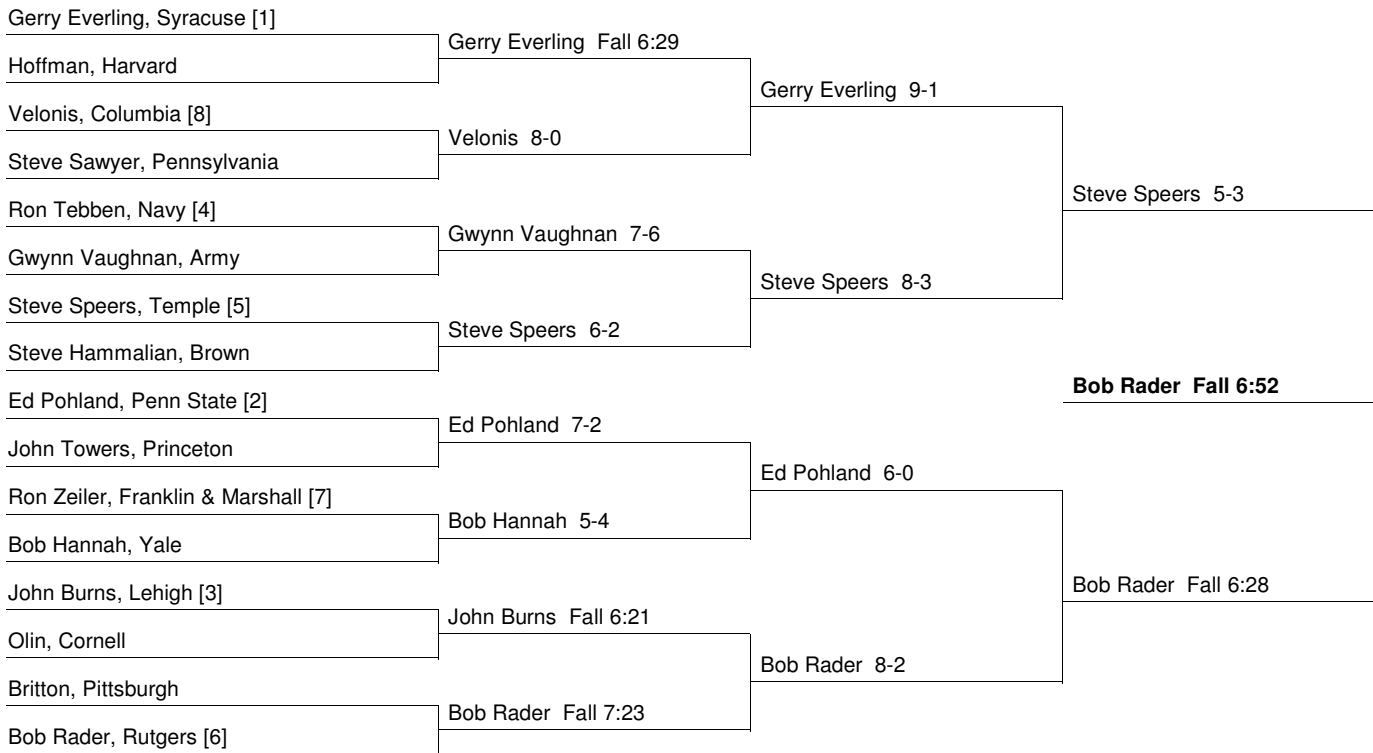 Gerry Everling, Syracuse [1]
Hoffman, Harvard
Velonis, Columbia [8]
Steve Sawyer, Pennsylvania
Ron Tebben, Navy [4]
Gwynn Vaughnan, Army
Steve Speers, Temple [5]
Steve Hammalian, Brown
Ed Pohland, Penn State [2]
John Towers, Princeton
Ron Zeiler, Franklin & Marshall [7]
Bob Hannah, Yale
John Burns, Lehigh [3]
Olin, Cornell
Britton, Pittsburgh
Bob Rader, Rutgers [6]
Gerry Everling  Fall 6:29
Velonis  8-0
Gwynn Vaughnan  7-6
Steve Speers  6-2
Ed Pohland  7-2
Bob Hannah  5-4
John Burns  Fall 6:21
Bob Rader  Fall 7:23
Gerry Everling  9-1
Steve Speers  8-3
Ed Pohland  6-0
Bob Rader  8-2
Steve Speers  5-3
Bob Rader  Fall 6:52
Bob Rader  Fall 6:28